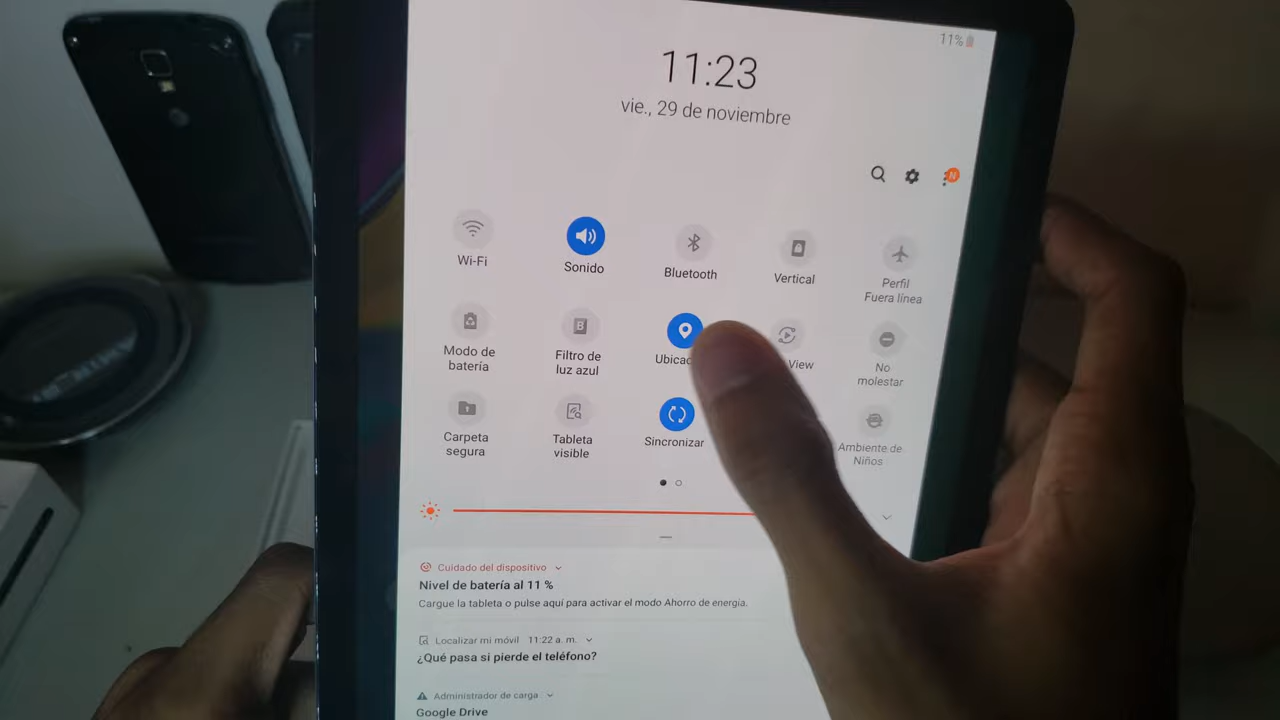 11%
11:23
vie., 29 de noviembre
N
Wi-Fi
Sonido
Bluetooth
Vertical
Perfil
Fuera línea
Modo de
batería
B
Filtro de
luz azul
View
No
molestar
Carpeta
segura
Tableta
visible
Sincronizar
Ambiente de
Niños
Cuidado del dispositivo
Nivel de batería al 11 %
Cargue la tableta o pulse aquí para activar el modo Ahorro de energía.
Localizar mi móvil 11:22 a. m.
¿Qué pasa si pierde el teléfono?
Administrador de carga
Google Drive